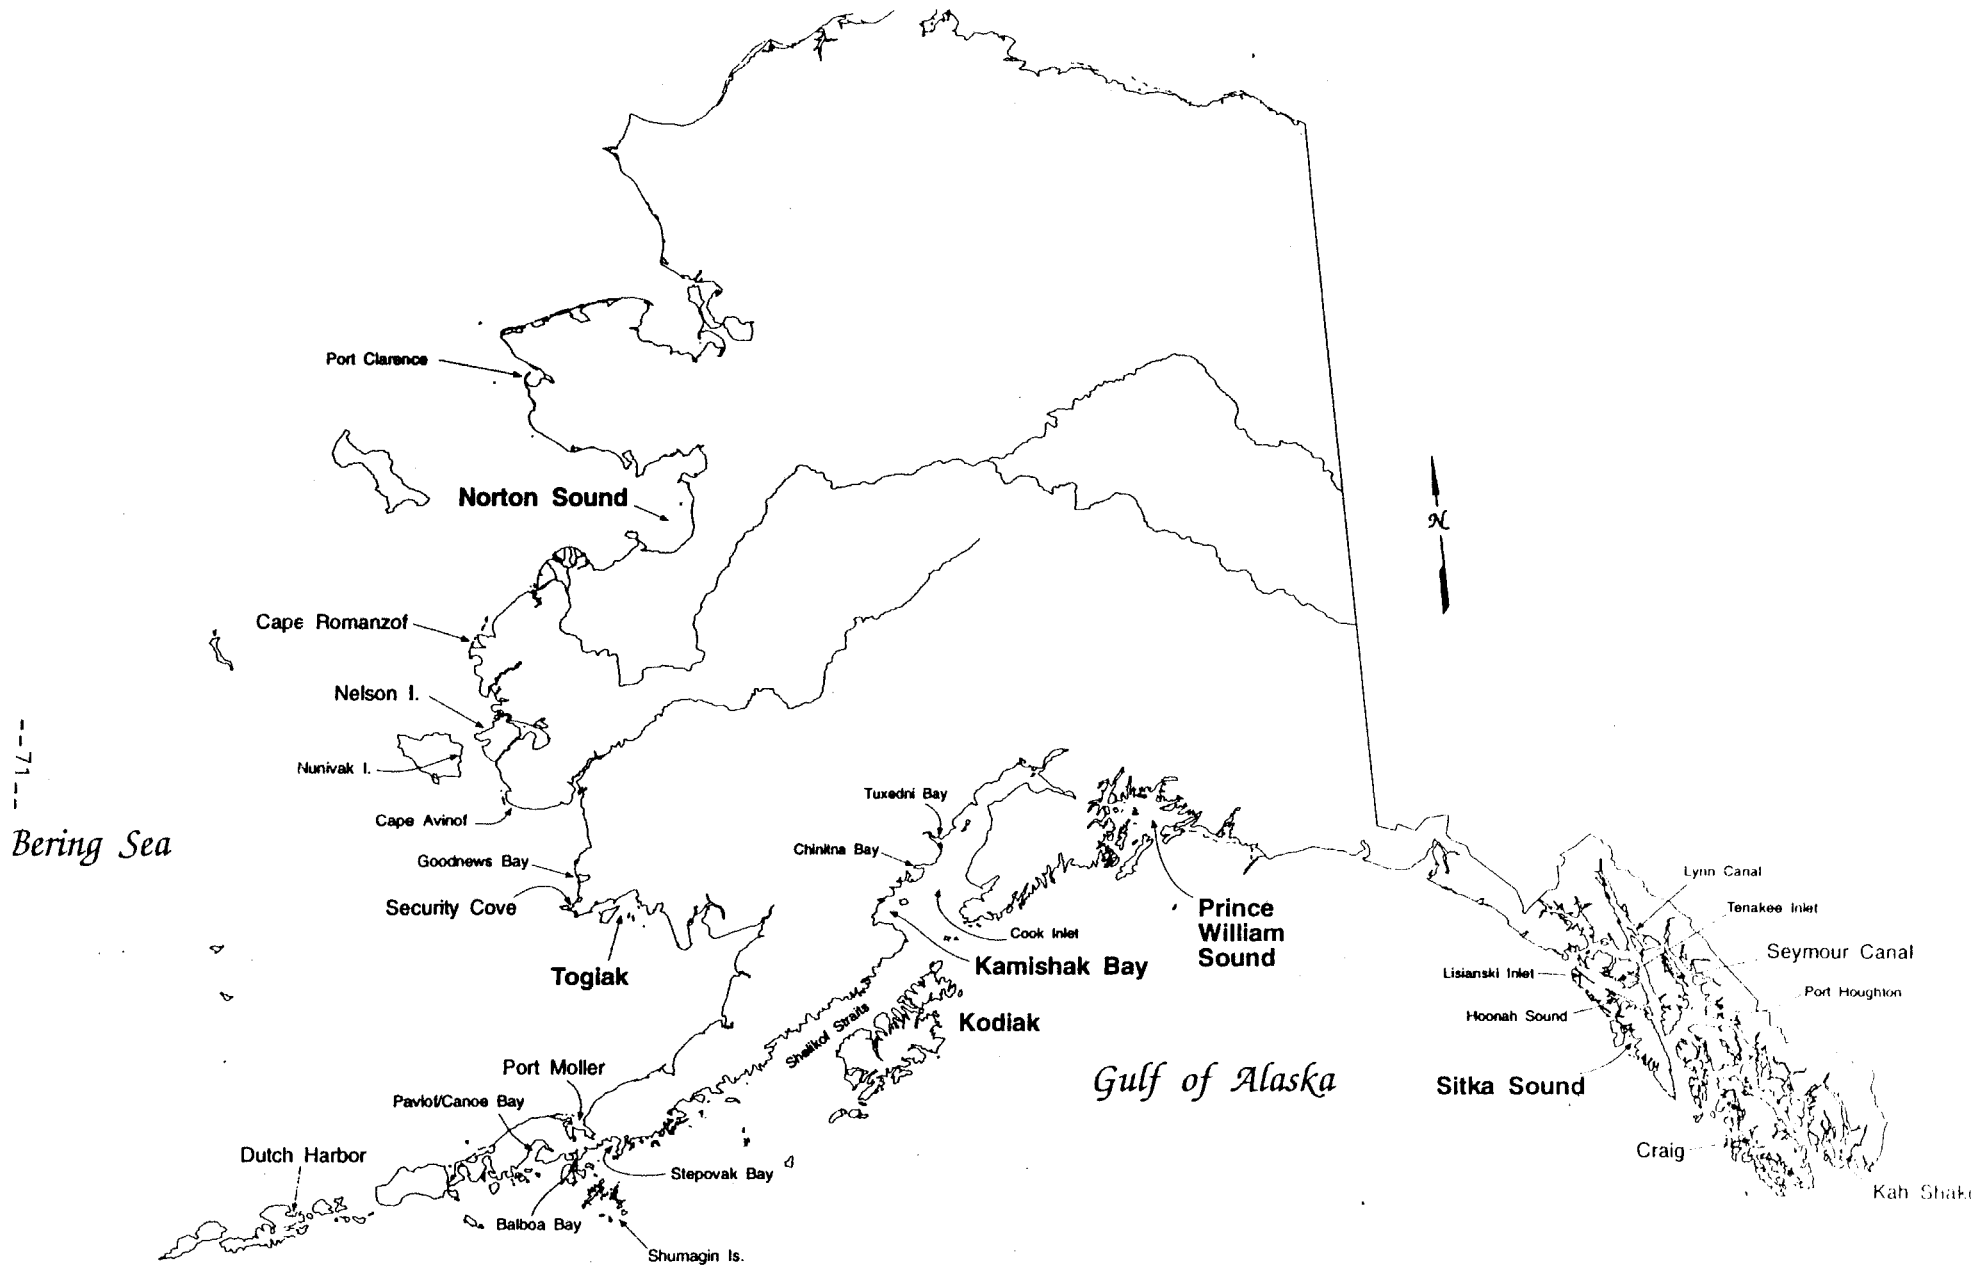 Port Clarence
Norton Sound
N
Cape Romanzof
Nelson I.
Nunivak I.
Cape Avinof
--71--
Bering Sea
Goodnews Bay
Security Cove
Togiak
Tuxedni Bay
Chinitna Bay
Cook Inlet
Kamishak Bay
Prince
William
Sound
Kodiak
Shelikof Straits
Gulf of Alaska
Lynn Canal
Tenakee Inlet
Seymour Canal
Lisianski Inlet
Port Houghton
Hoonah Sound
Sitka Sound
Craig
Kah Shake
Port Moller
Pavlof/Canoe Bay
Dutch Harbor
Stepovak Bay
Balboa Bay
Shumagin Is.